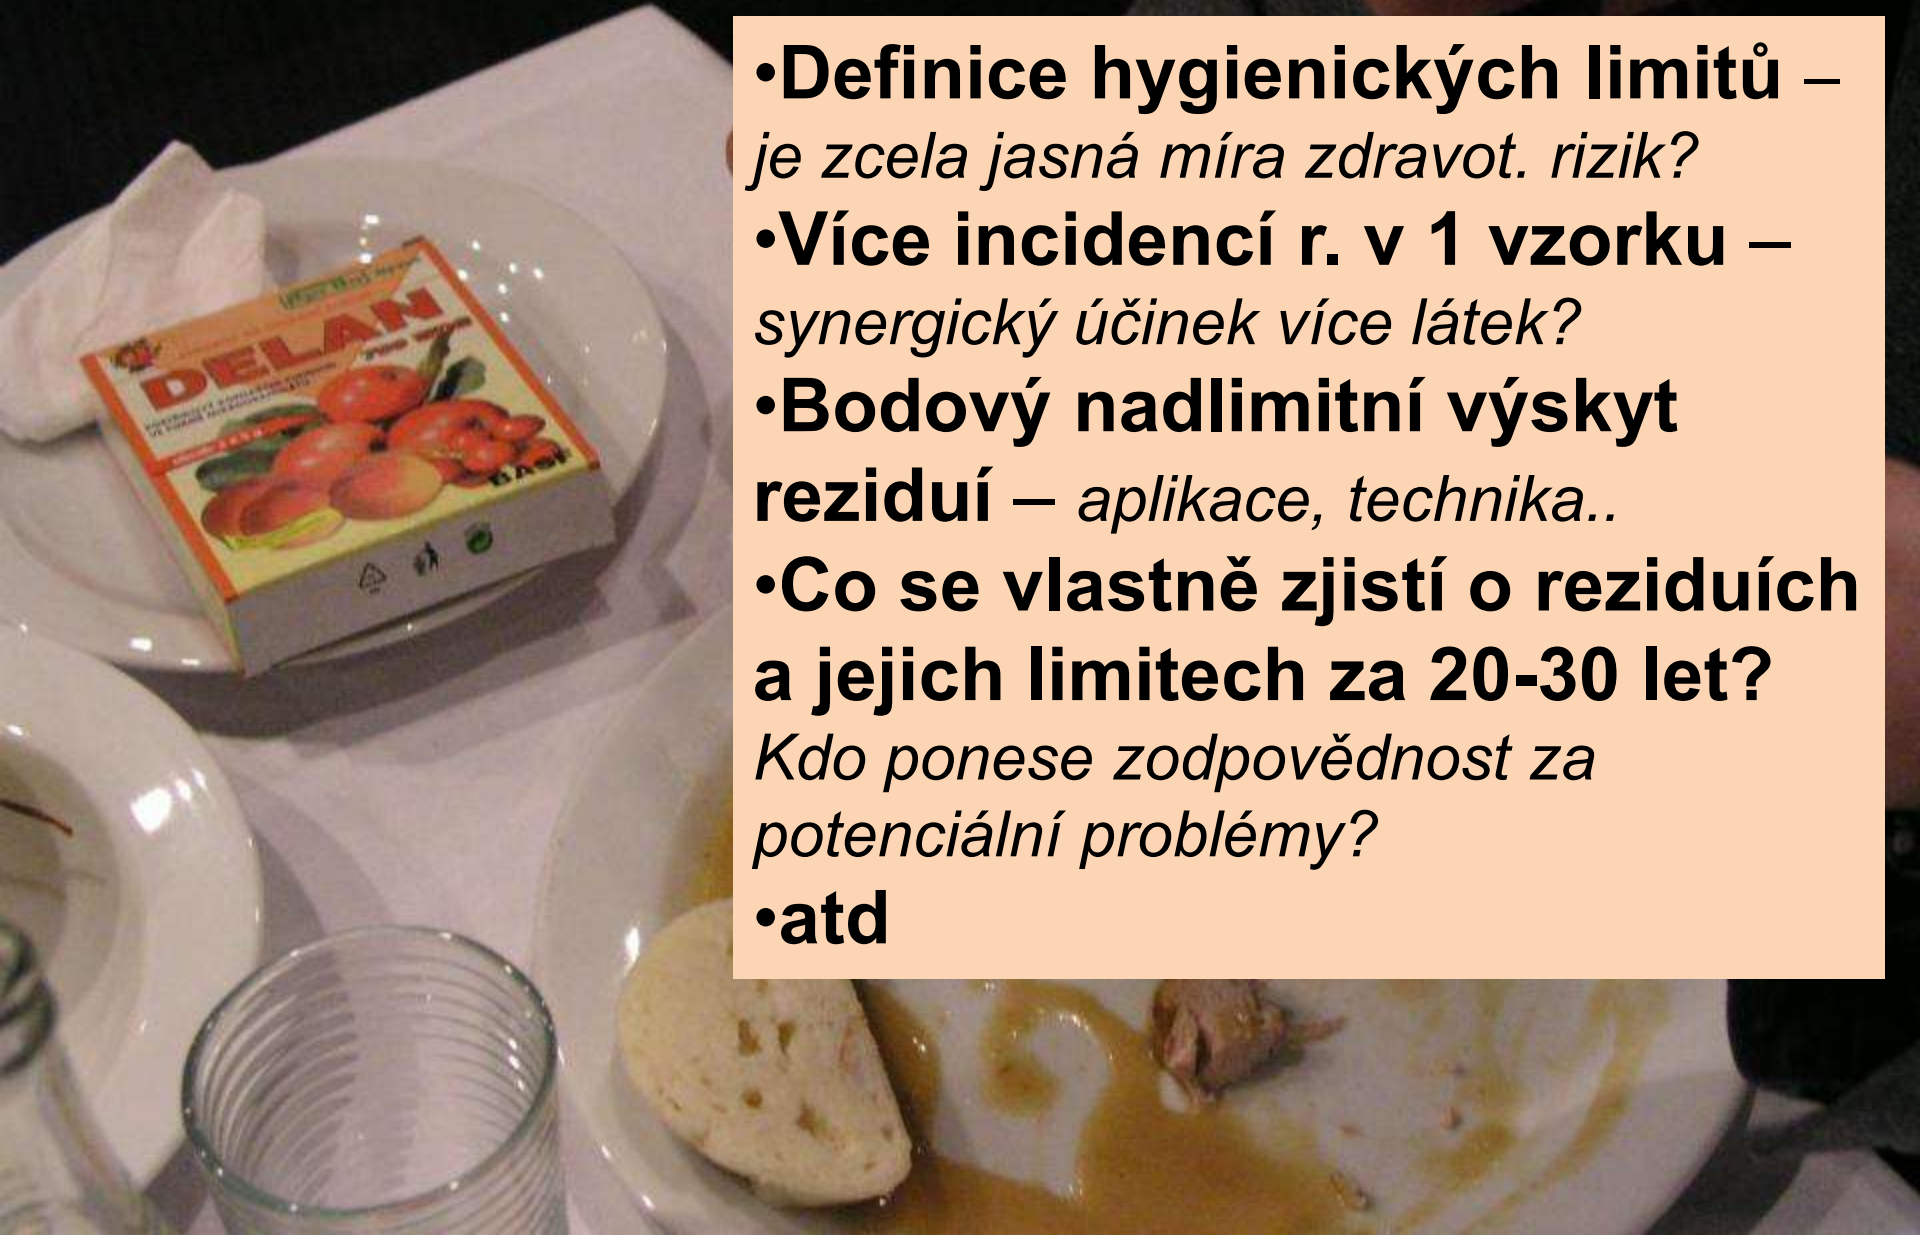 •Definice hygienických limitů –
je zcela jasná míra zdravot. rizik?
•Více incidencí r. v 1 vzorku –
synergický účinek více látek?
•Bodový nadlimitní výskyt
reziduí – aplikace, technika..
•Co se vlastně zjistí o reziduích
a jejich limitech za 20-30 let?
Kdo ponese zodpovědnost za
potenciální problémy?
•atd
DELAN
700 WDG
BASF